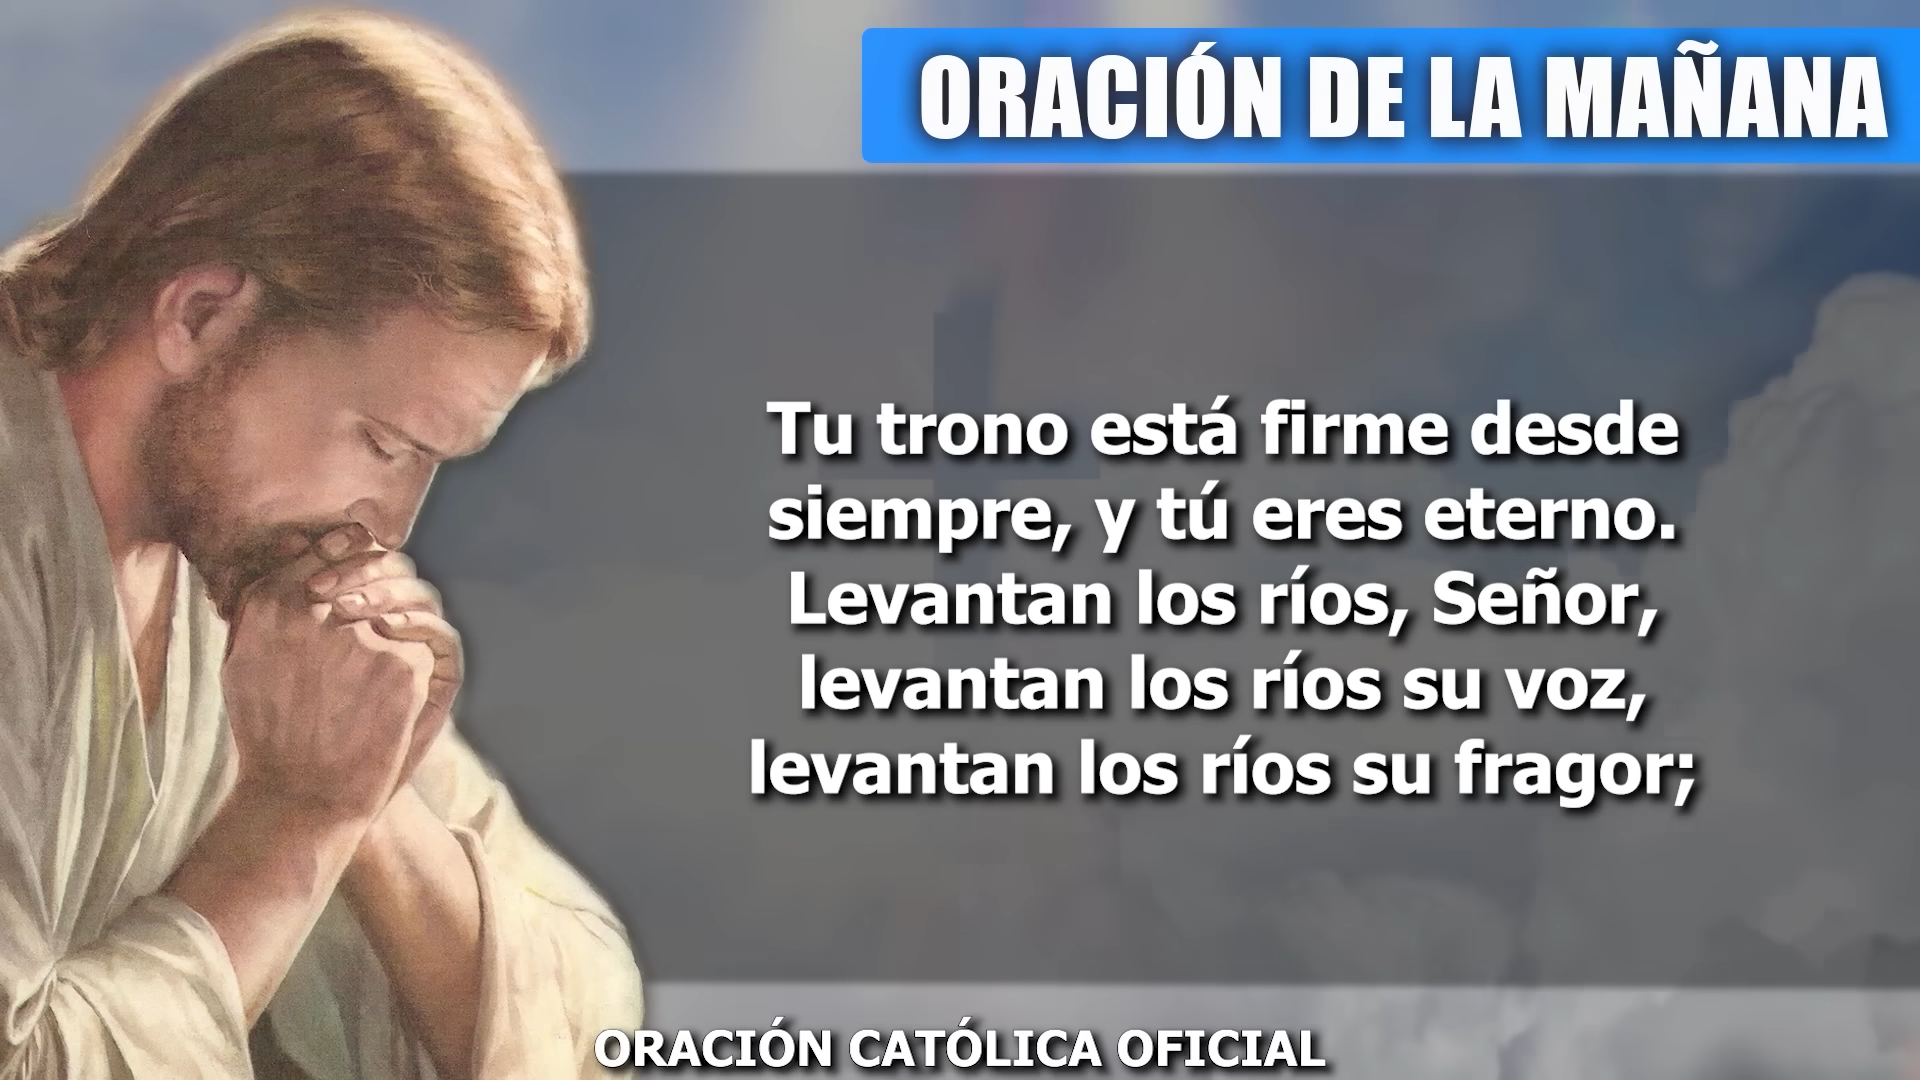 ORACIÓN DE LA MAÑANA
Tu trono está firme desde
siempre, y tú eres eterno.
Levantan los ríos, Señor,
levantan los ríos su voz,
levantan los ríos su fragor;
ORACIÓN CATÓLICA OFICIAL